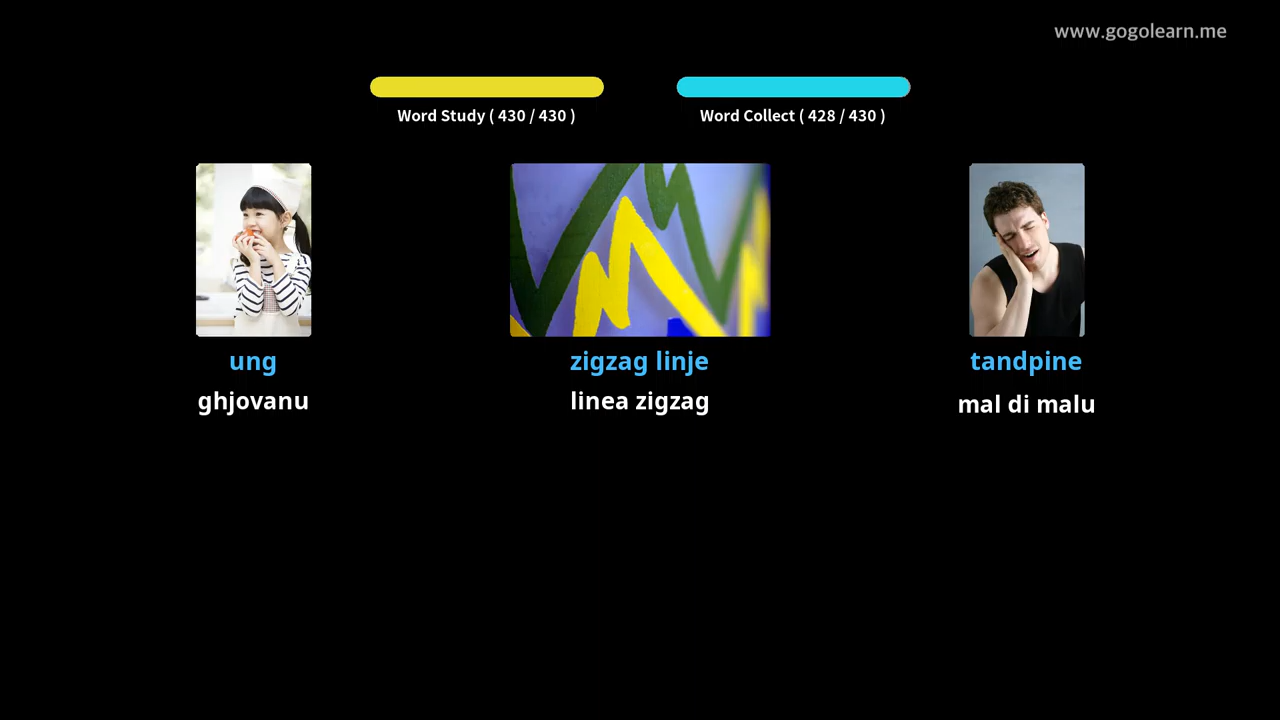 www.gogolearn.me
Word Study ( 430 / 430 )
Word Collect ( 428 / 430 )
ung
zigzag linje
tandpine
ghjovanu
linea zigzag
mal di malu